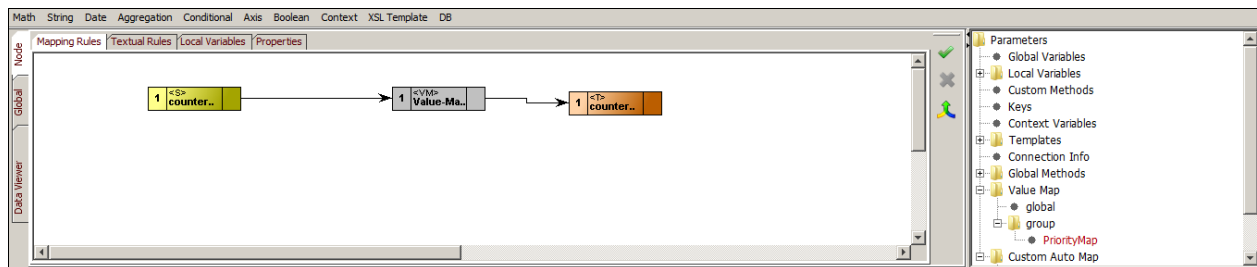 Math String Date Aggregation Conditional Axis Boolean Context XSL Template DB
Mapping Rules Textual Rules Local Variables Properties
Node
Global
Data Viewer
1 <S> counter..
1 <VM> Value-Ma..
1 <T> counter..
Parameters
Global Variables
Local Variables
Custom Methods
Keys
Context Variables
Templates
Connection Info
Global Methods
Value Map
global
group
PriorityMap
Custom Auto Map